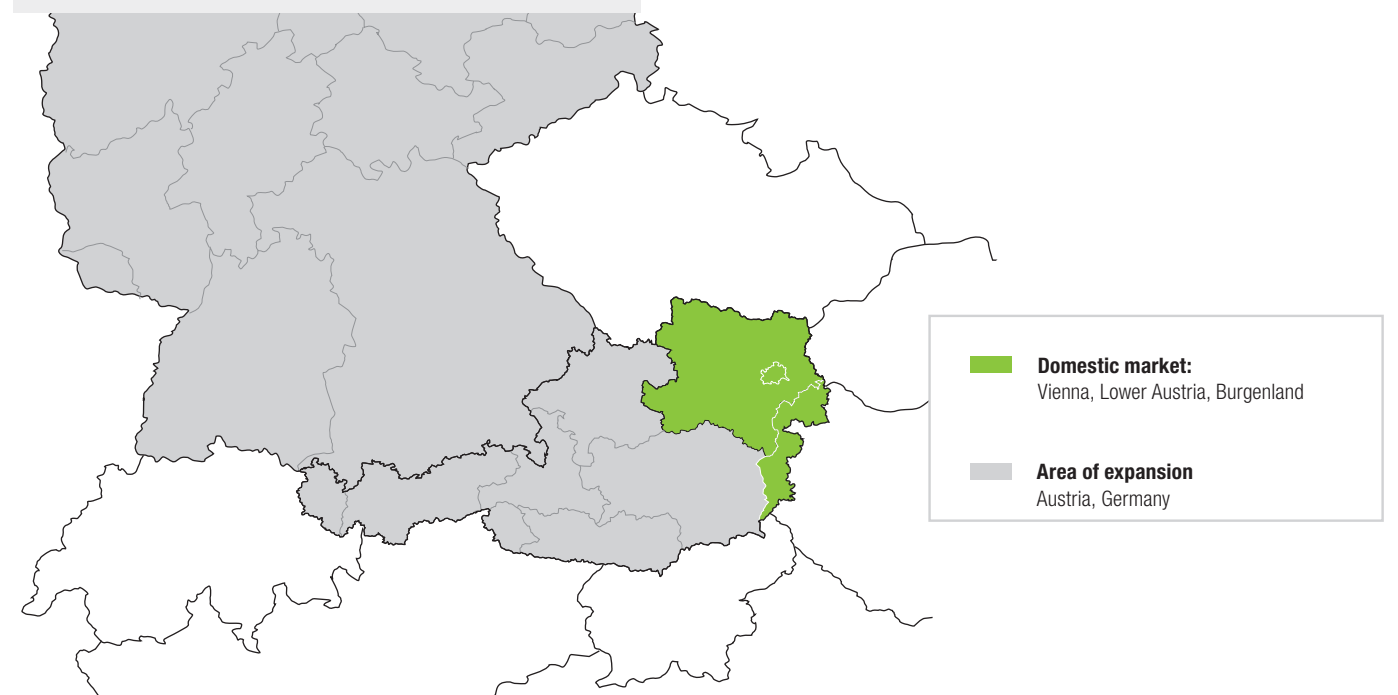 Domestic market:
Vienna, Lower Austria, Burgenland
Area of expansion
Austria, Germany